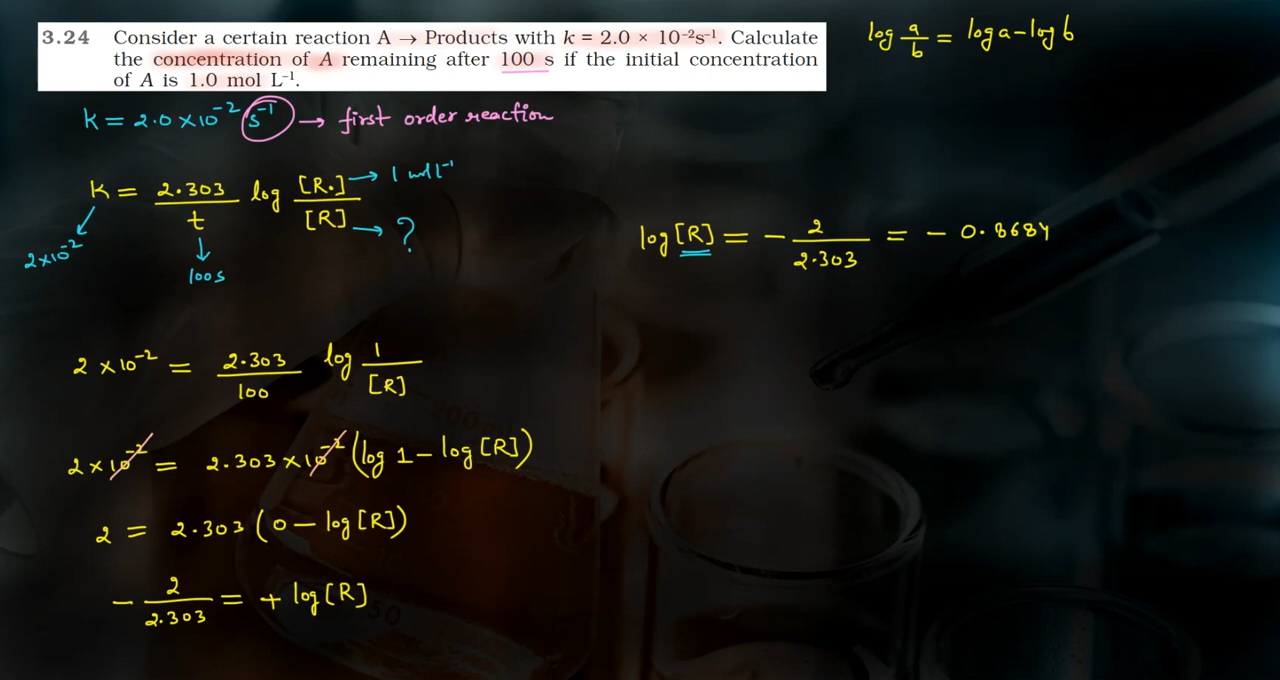 3.24 Consider a certain reaction A → Products with k = 2.0 × 10⁻²s⁻¹. Calculate
the concentration of A remaining after 100 s if the initial concentration
of A is 1.0 mol L⁻¹.
log a/b = log a - log b
k = 2.0 × 10⁻² s⁻¹ → first order reaction
k = 2.303/t log [R₀]/[R]
→ 1 mol l⁻¹
→ ?
2×10⁻²
100s
2 × 10⁻² = 2.303/100 log 1/[R]
2 × 10⁻² = 2.303 × 10⁻² (log 1 - log [R])
2 = 2.303 (0 - log [R])
- 2/2.303 = + log [R]
log [R] = - 2/2.303 = - 0.8684